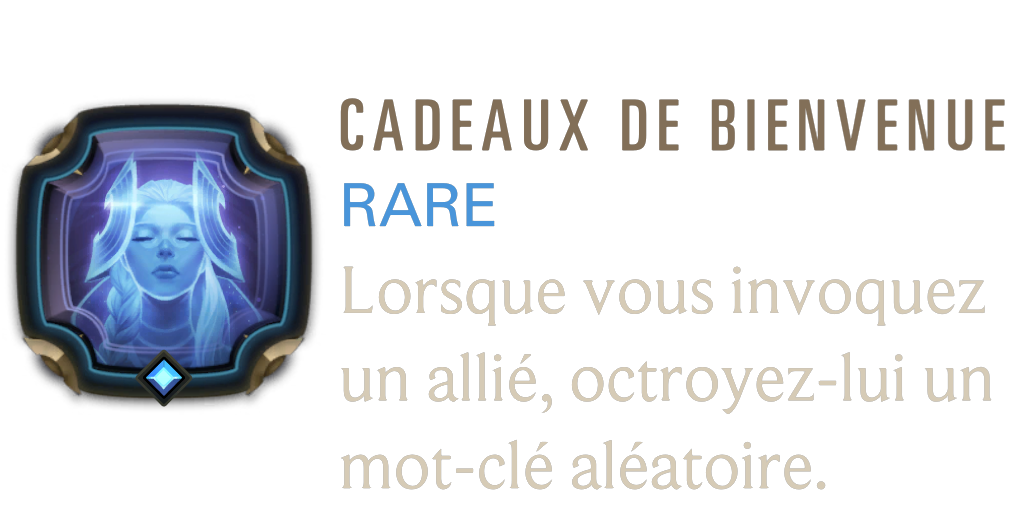 CADEAUX DE BIENVENUE
RARE
Lorsque vous invoquez
un allié, octroyez-lui un
mot-clé aléatoire.